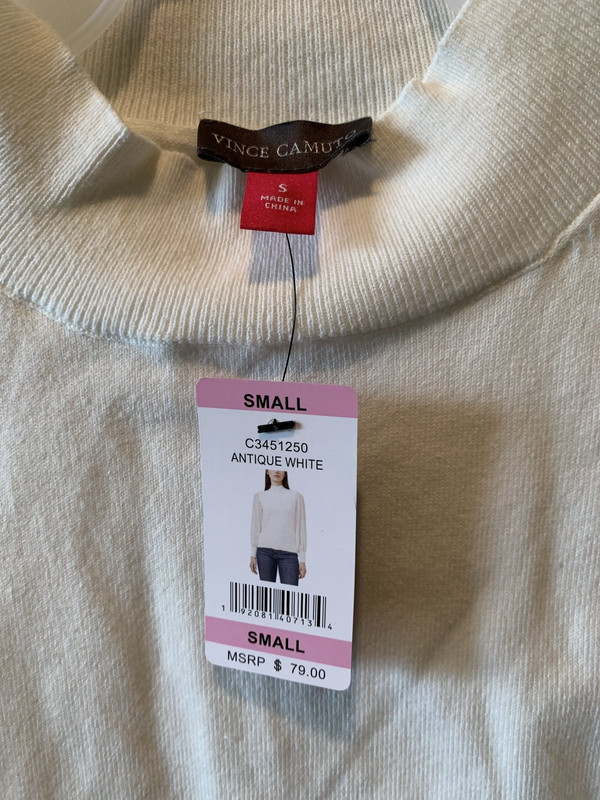 VINCE CAMUTO
S
MADE IN
CHINA
SMALL
C3451250
ANTIQUE WHITE
1 92081 40713 4
SMALL
MSRP $ 79.00